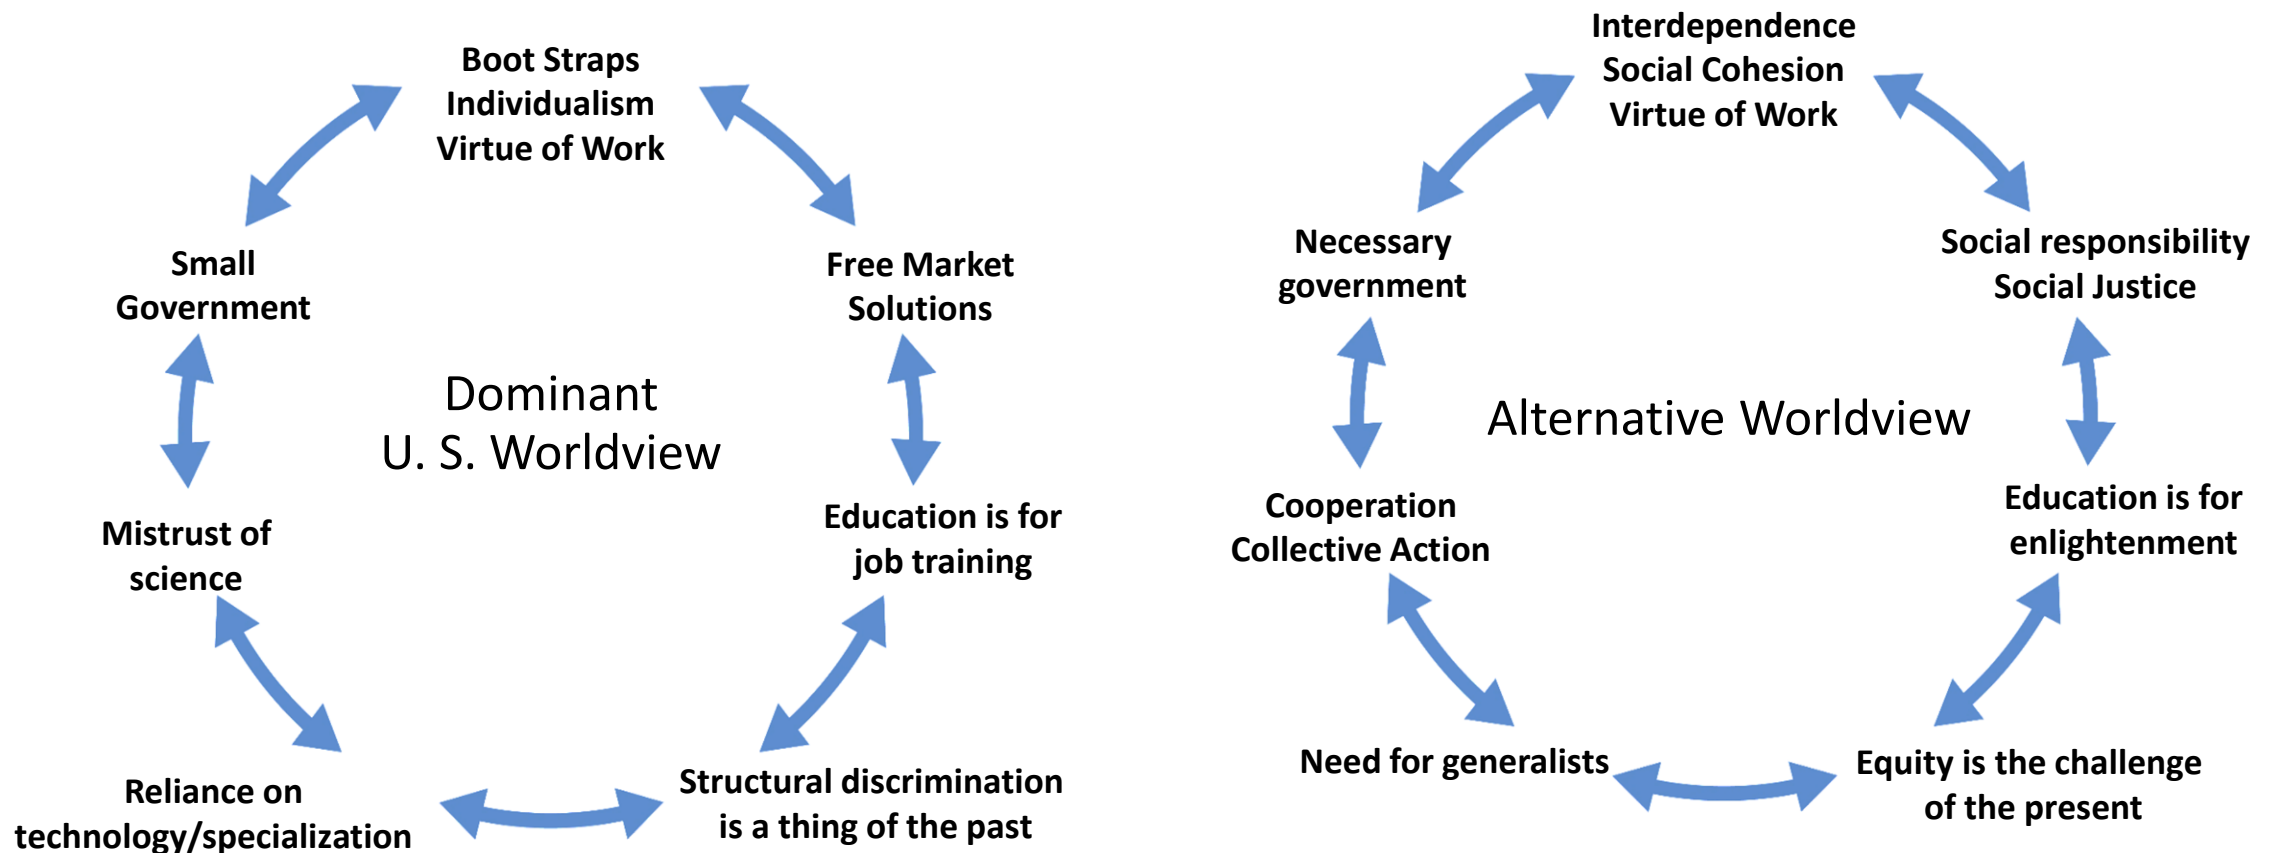 Boot Straps
Individualism
Virtue of Work
Small
Government
Free Market
Solutions
Dominant
U. S. Worldview
Mistrust of
science
Education is for
job training
Reliance on
technology/specialization
Structural discrimination
is a thing of the past
Interdependence
Social Cohesion
Virtue of Work
Necessary
government
Social responsibility
Social Justice
Alternative Worldview
Cooperation
Collective Action
Education is for
enlightenment
Need for generalists
Equity is the challenge
of the present